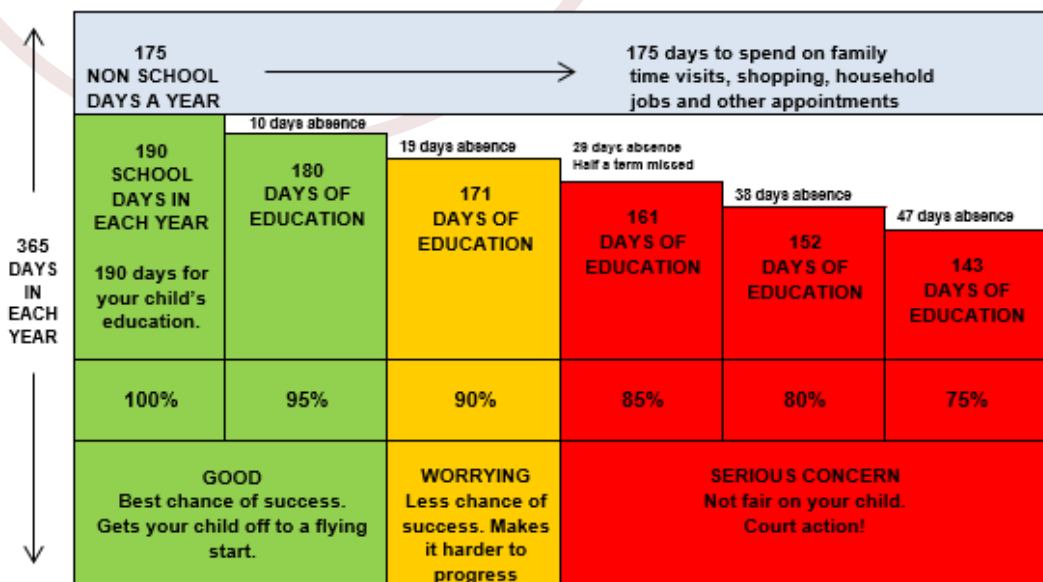 175
NON SCHOOL
DAYS A YEAR
175 days to spend on family
time visits, shopping, household
jobs and other appointments
365
DAYS
IN
EACH
YEAR
190
SCHOOL
DAYS IN
EACH YEAR
190 days for
your child's
education.
10 days absence
180
DAYS OF
EDUCATION
19 days absence
171
DAYS OF
EDUCATION
29 days absence
Half a term missed
161
DAYS OF
EDUCATION
38 days absence
152
DAYS OF
EDUCATION
47 days absence
143
DAYS OF
EDUCATION
100%
95%
90%
85%
80%
75%
GOOD
Best chance of success.
Gets your child off to a flying
start.
WORRYING
Less chance of
success. Makes
it harder to
progress
SERIOUS CONCERN
Not fair on your child.
Court action!